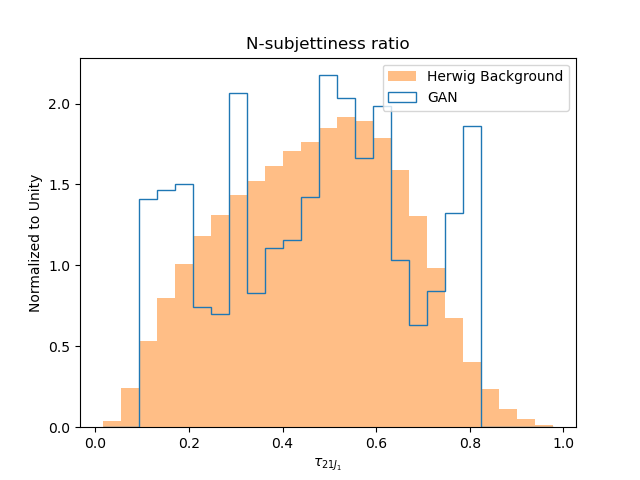 N-subjettiness ratio
Herwig Background
GAN
Normalized to Unity
2.0
1.5
1.0
0.5
0.0
0.0 0.2 0.4 0.6 0.8 1.0
τ₂₁J₁